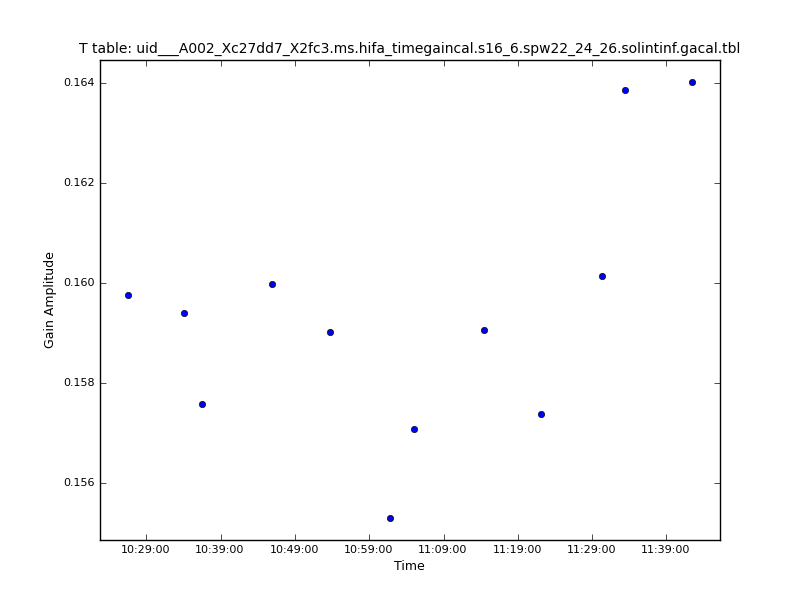 T table: uid___A002_Xc27dd7_X2fc3.ms.hifa_timegaincal.s16_6.spw22_24_26.solintinf.gacal.tbl
0.164
0.162
0.160
0.158
0.156
Gain Amplitude
10:29:00 10:39:00 10:49:00 10:59:00 11:09:00 11:19:00 11:29:00 11:39:00
Time